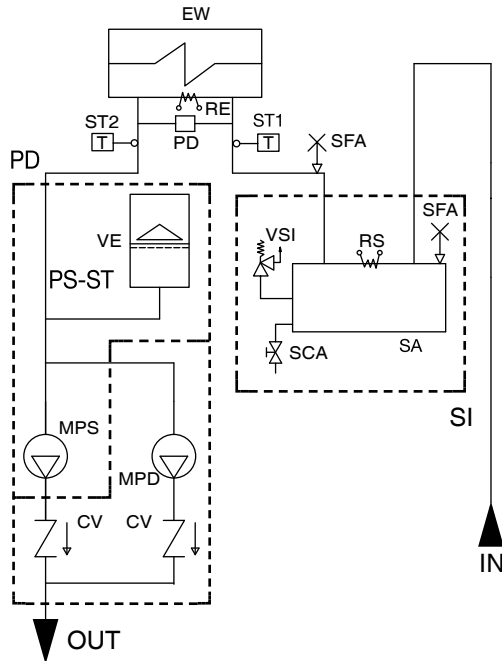 EW
RE
ST2
T
PD
ST1
T
SFA
PD
SFA
VE
PS-ST
VSI
RS
SCA
SA
SI
MPS
MPD
CV
CV
IN
OUT